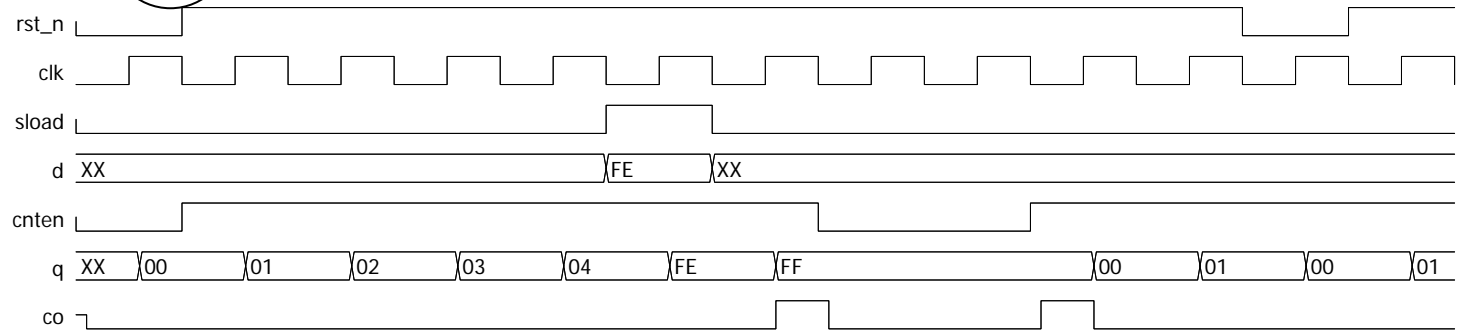 rst_n
clk
sload
d XX FE XX
cnten
q XX 00 01 02 03 04 FE FF 00 01 00 01
co